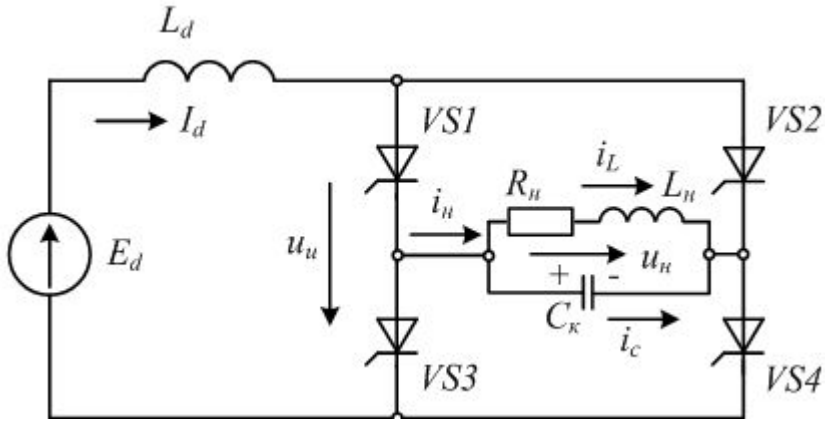 L_d
I_d
VS1
VS2
R_н
i_L
L_н
i_н
E_d
u_и
+
-
u_н
C_к
i_c
VS3
VS4